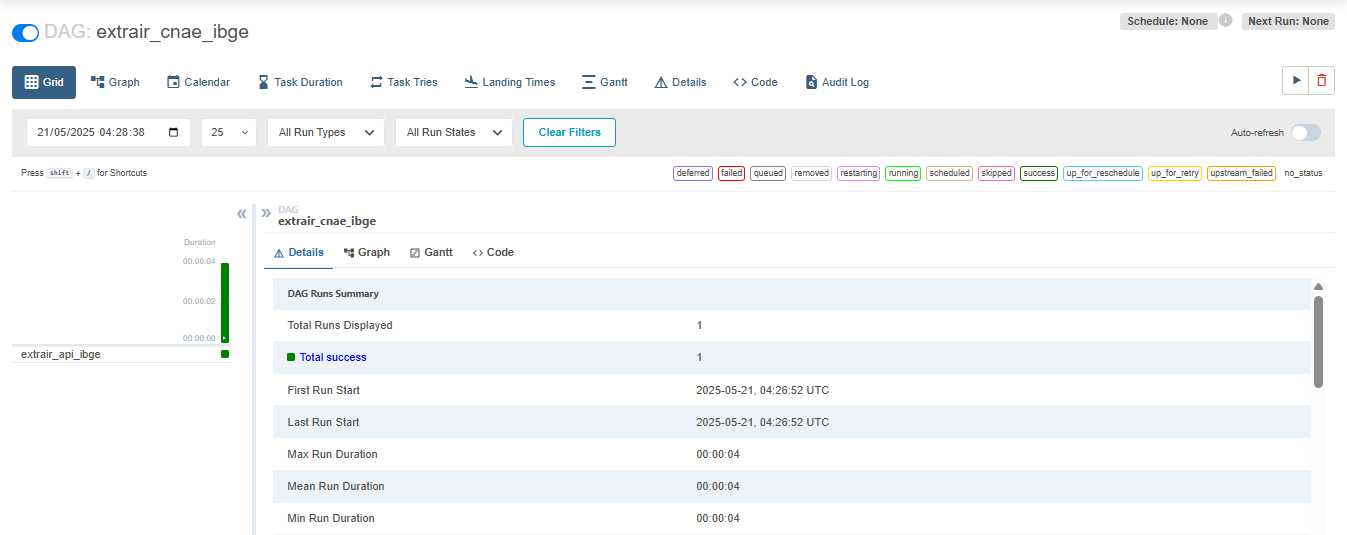 DAG: extrair_cnae_ibge
Schedule: None
Next Run: None
Grid Graph Calendar Task Duration Task Tries Landing Times Gantt Details Code Audit Log
21/05/2025 04:28:38 25 All Run Types All Run States Clear Filters Auto-refresh
Press shift + / for Shortcuts
deferred failed queued removed restarting running scheduled skipped success up_for_reschedule up_for_retry upstream_failed no_status
Duration
00:00:04
00:00:02
00:00:00
extrair_api_ibge
DAG
extrair_cnae_ibge
Details Graph Gantt Code
DAG Runs Summary
Total Runs Displayed 1
Total success 1
First Run Start 2025-05-21, 04:26:52 UTC
Last Run Start 2025-05-21, 04:26:52 UTC
Max Run Duration 00:00:04
Mean Run Duration 00:00:04
Min Run Duration 00:00:04